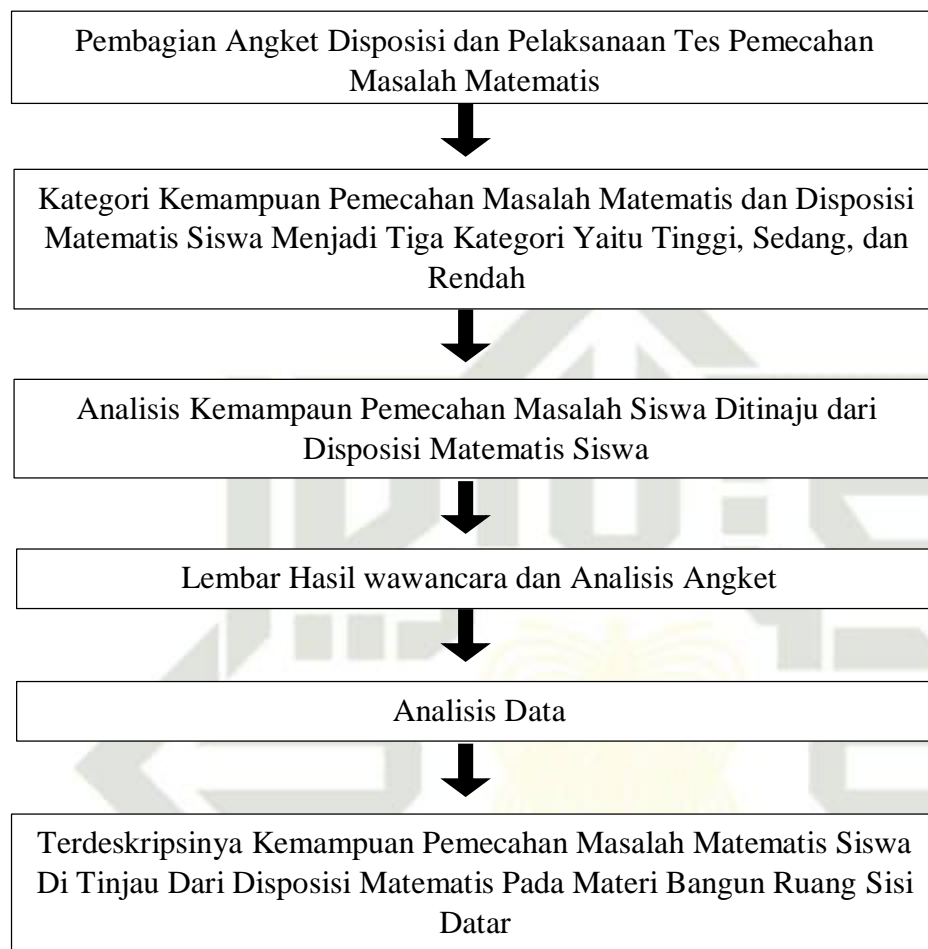 Pembagian Angket Disposisi dan Pelaksanaan Tes Pemecahan
Masalah Matematis
Kategori Kemampuan Pemecahan Masalah Matematis dan Disposisi
Matematis Siswa Menjadi Tiga Kategori Yaitu Tinggi, Sedang, dan
Rendah
Analisis Kemampaun Pemecahan Masalah Siswa Ditinaju dari
Disposisi Matematis Siswa
Lembar Hasil wawancara dan Analisis Angket
Analisis Data
Terdeskripsinya Kemampuan Pemecahan Masalah Matematis Siswa
Di Tinjau Dari Disposisi Matematis Pada Materi Bangun Ruang Sisi
Datar